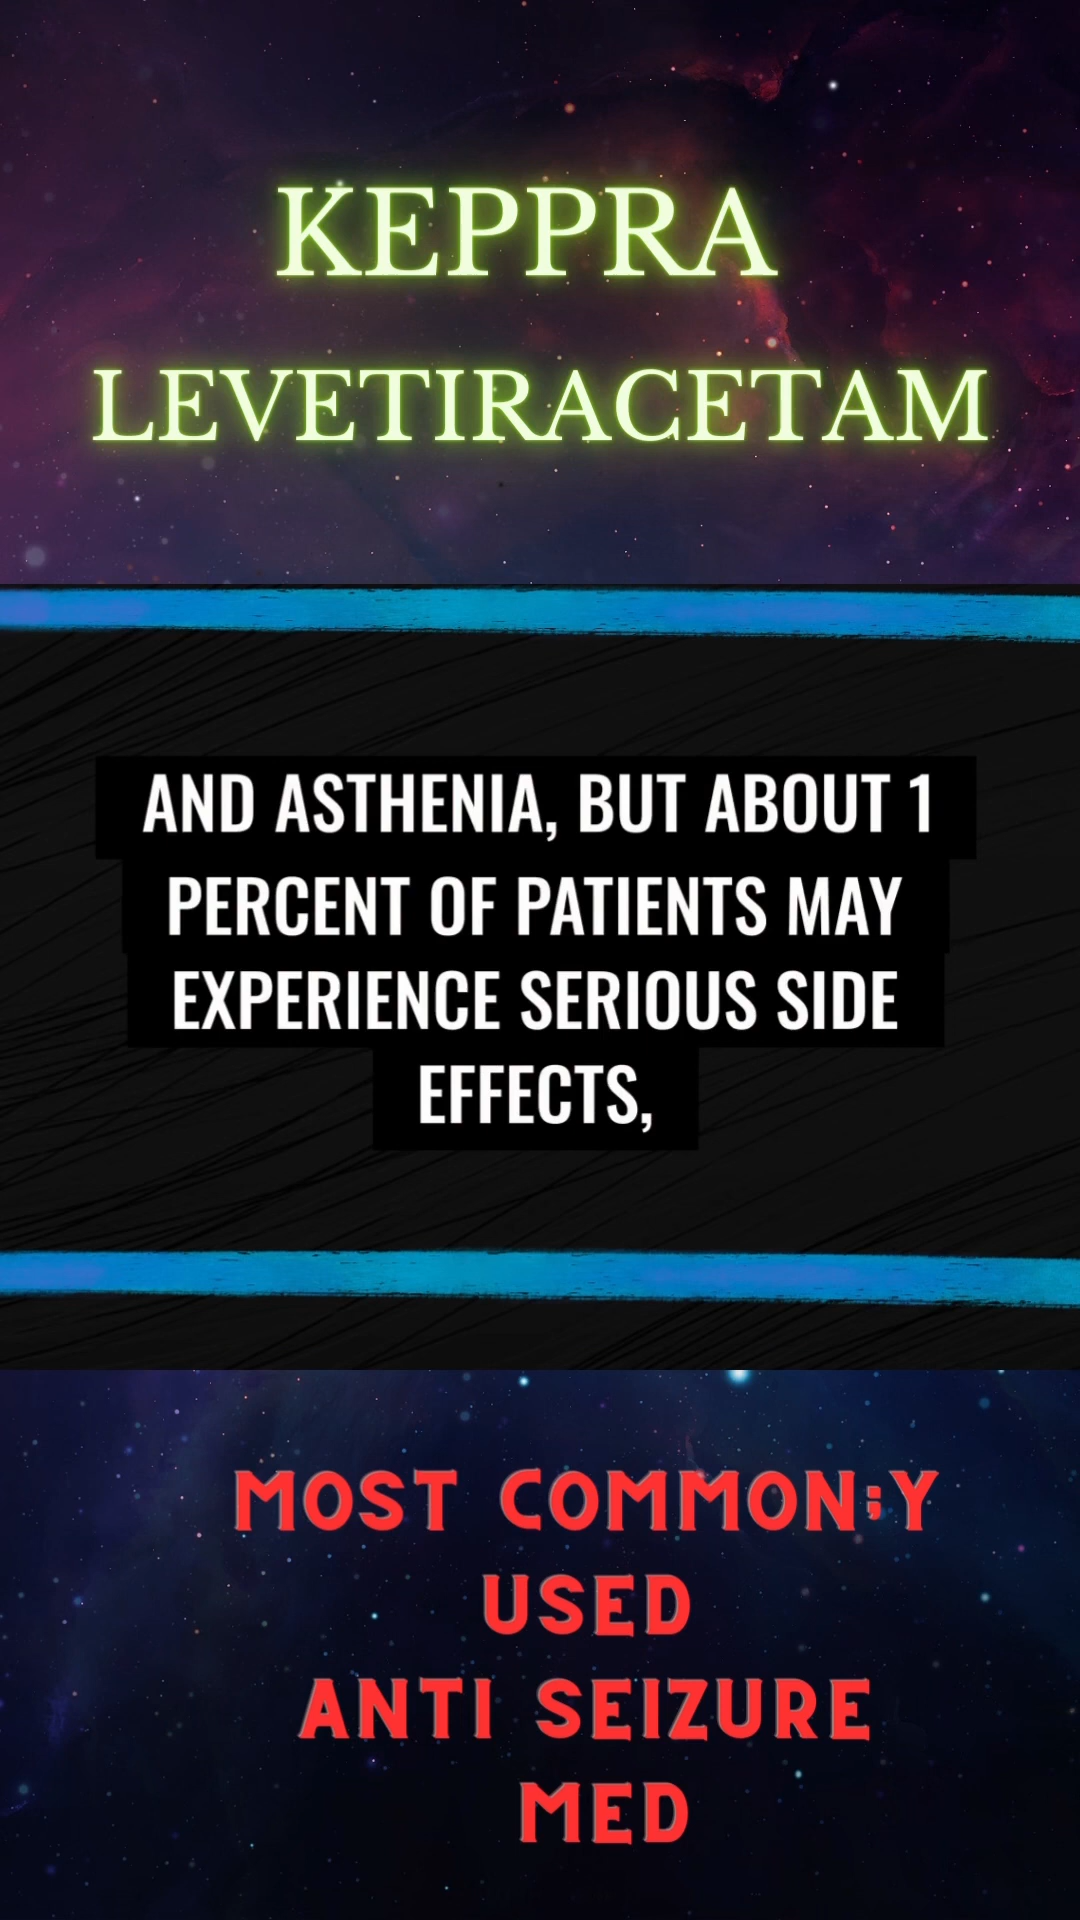 KEPPRA
LEVETIRACETAM
AND ASTHENIA, BUT ABOUT 1
PERCENT OF PATIENTS MAY
EXPERIENCE SERIOUS SIDE
EFFECTS,
MOST COMMON;Y
USED
ANTI SEIZURE
MED